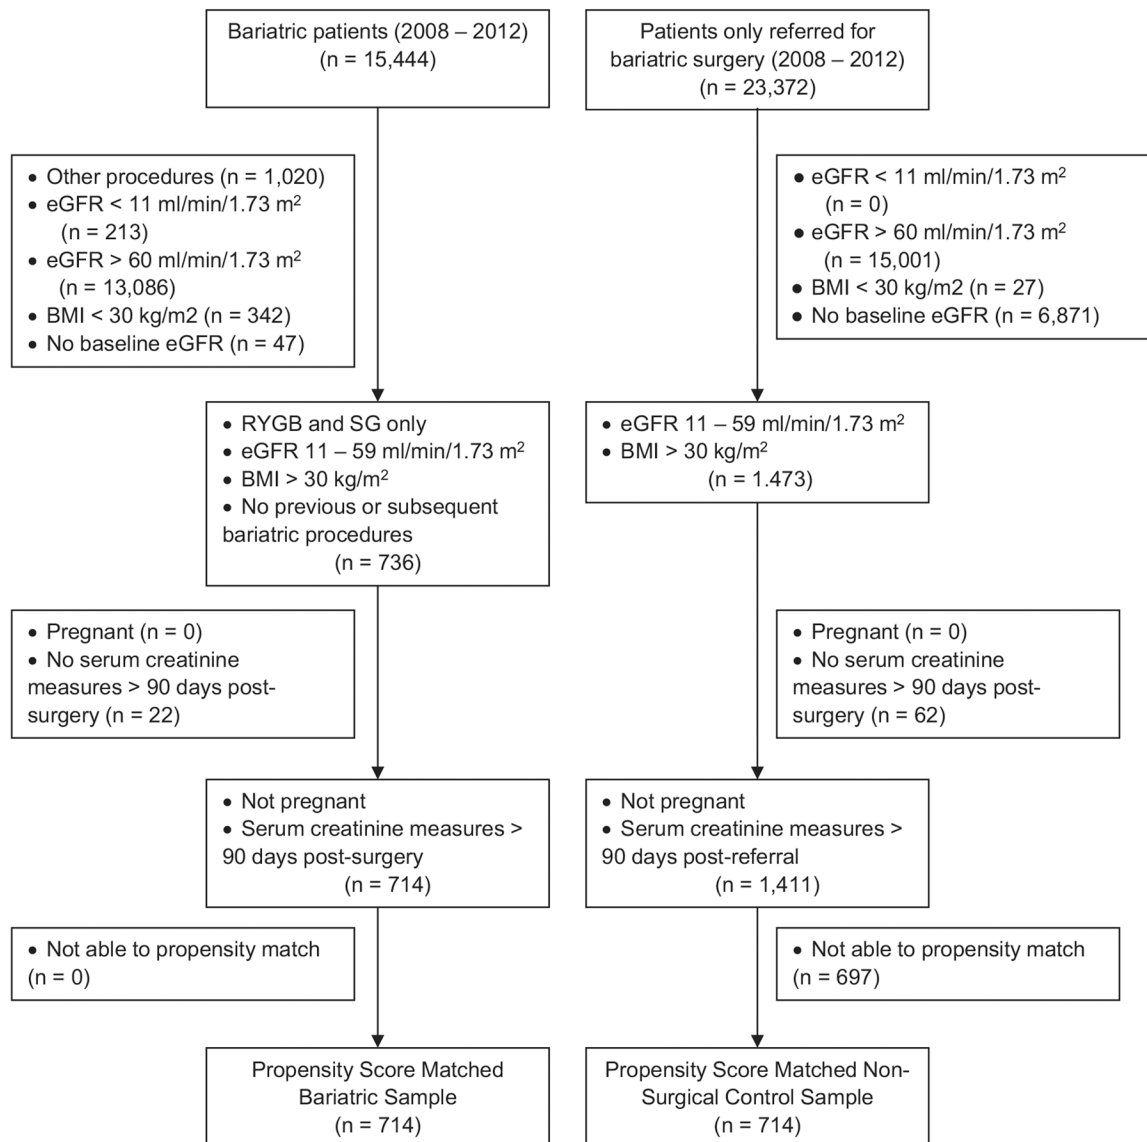 Bariatric patients (2008 – 2012)
(n = 15,444)
Patients only referred for
bariatric surgery (2008 – 2012)
(n = 23,372)
● Other procedures (n = 1,020)
● eGFR < 11 ml/min/1.73 m²
(n = 213)
● eGFR > 60 ml/min/1.73 m²
(n = 13,086)
● BMI < 30 kg/m2 (n = 342)
● No baseline eGFR (n = 47)
● eGFR < 11 ml/min/1.73 m²
(n = 0)
● eGFR > 60 ml/min/1.73 m²
(n = 15,001)
● BMI < 30 kg/m2 (n = 27)
● No baseline eGFR (n = 6,871)
● RYGB and SG only
● eGFR 11 – 59 ml/min/1.73 m²
● BMI > 30 kg/m²
● No previous or subsequent
bariatric procedures
(n = 736)
● eGFR 11 – 59 ml/min/1.73 m²
● BMI > 30 kg/m²
(n = 1.473)
● Pregnant (n = 0)
● No serum creatinine
measures > 90 days post-
surgery (n = 22)
● Pregnant (n = 0)
● No serum creatinine
measures > 90 days post-
surgery (n = 62)
● Not pregnant
● Serum creatinine measures >
90 days post-surgery
(n = 714)
● Not pregnant
● Serum creatinine measures >
90 days post-referral
(n = 1,411)
● Not able to propensity match
(n = 0)
● Not able to propensity match
(n = 697)
Propensity Score Matched
Bariatric Sample
(n = 714)
Propensity Score Matched Non-
Surgical Control Sample
(n = 714)